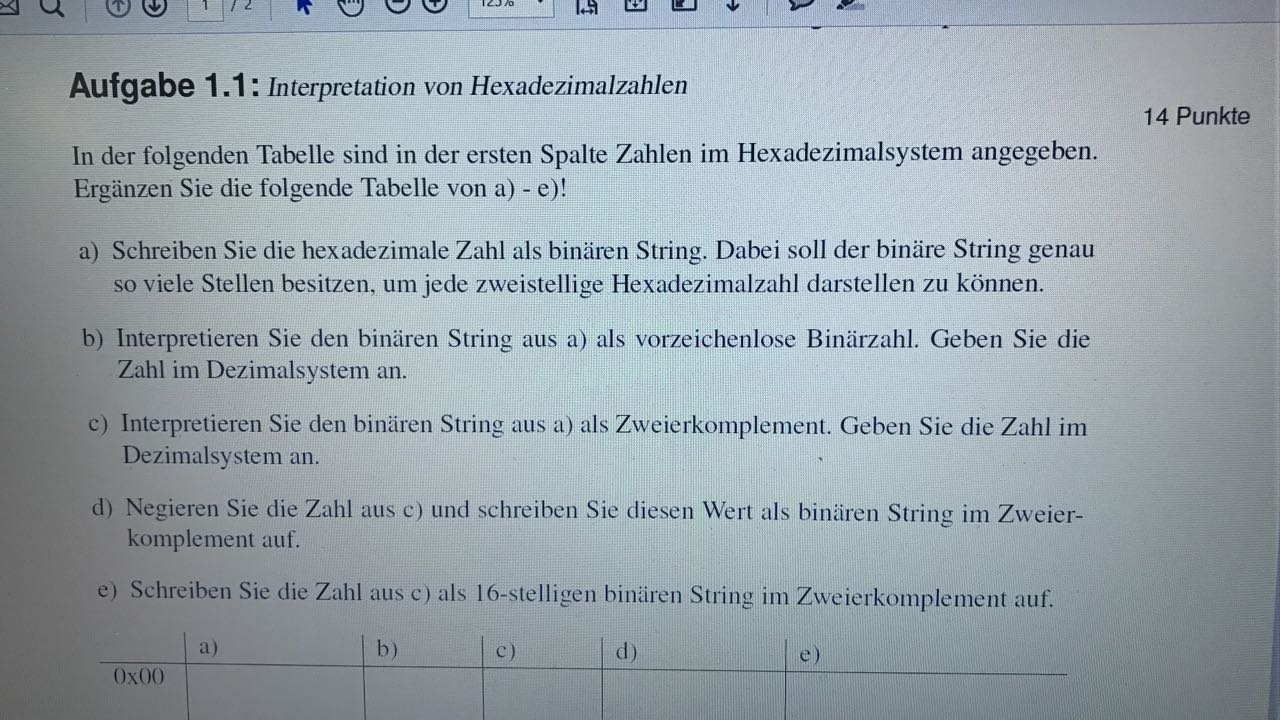 1 / 2
125%
Aufgabe 1.1: Interpretation von Hexadezimalzahlen
14 Punkte
In der folgenden Tabelle sind in der ersten Spalte Zahlen im Hexadezimalsystem angegeben.
Ergänzen Sie die folgende Tabelle von a) - e)!
a) Schreiben Sie die hexadezimale Zahl als binären String. Dabei soll der binäre String genau
so viele Stellen besitzen, um jede zweistellige Hexadezimalzahl darstellen zu können.
b) Interpretieren Sie den binären String aus a) als vorzeichenlose Binärzahl. Geben Sie die
Zahl im Dezimalsystem an.
c) Interpretieren Sie den binären String aus a) als Zweierkomplement. Geben Sie die Zahl im
Dezimalsystem an.
d) Negieren Sie die Zahl aus c) und schreiben Sie diesen Wert als binären String im Zweier-
komplement auf.
e) Schreiben Sie die Zahl aus c) als 16-stelligen binären String im Zweierkomplement auf.
a) b) c) d) e)
0x00